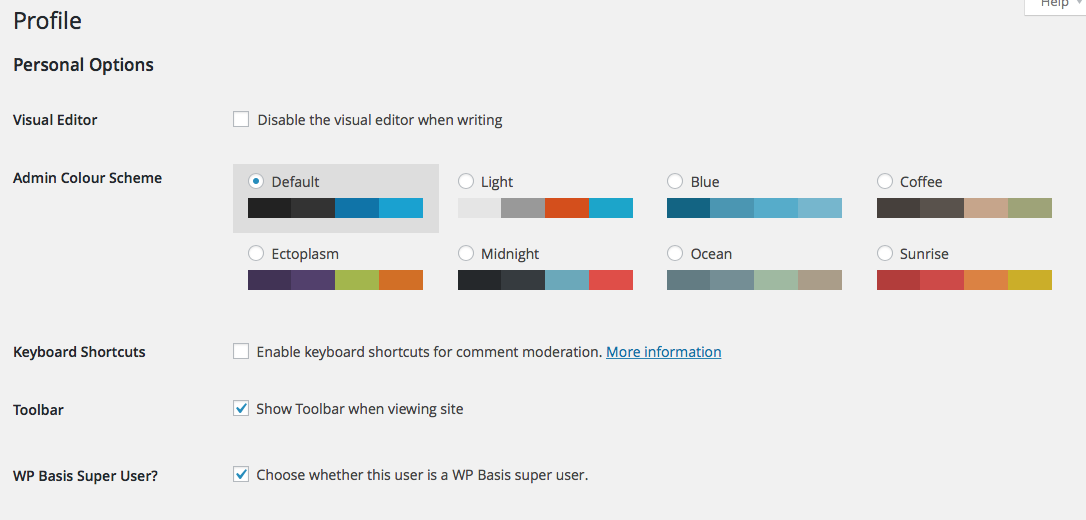 Help
Profile
Personal Options
Visual Editor
Disable the visual editor when writing
Admin Colour Scheme
Default
Light
Blue
Coffee
Ectoplasm
Midnight
Ocean
Sunrise
Keyboard Shortcuts
Enable keyboard shortcuts for comment moderation. More information
Toolbar
Show Toolbar when viewing site
WP Basis Super User?
Choose whether this user is a WP Basis super user.